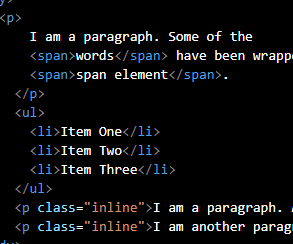 <p>
I am a paragraph. Some of the
<span>words</span> have been
<span>span element</span>.
</p>
<ul>
<li>Item One</li>
<li>Item Two</li>
<li>Item Three</li>
</ul>
<p class="inline">I am a paragraph.
<p class="inline">I am another